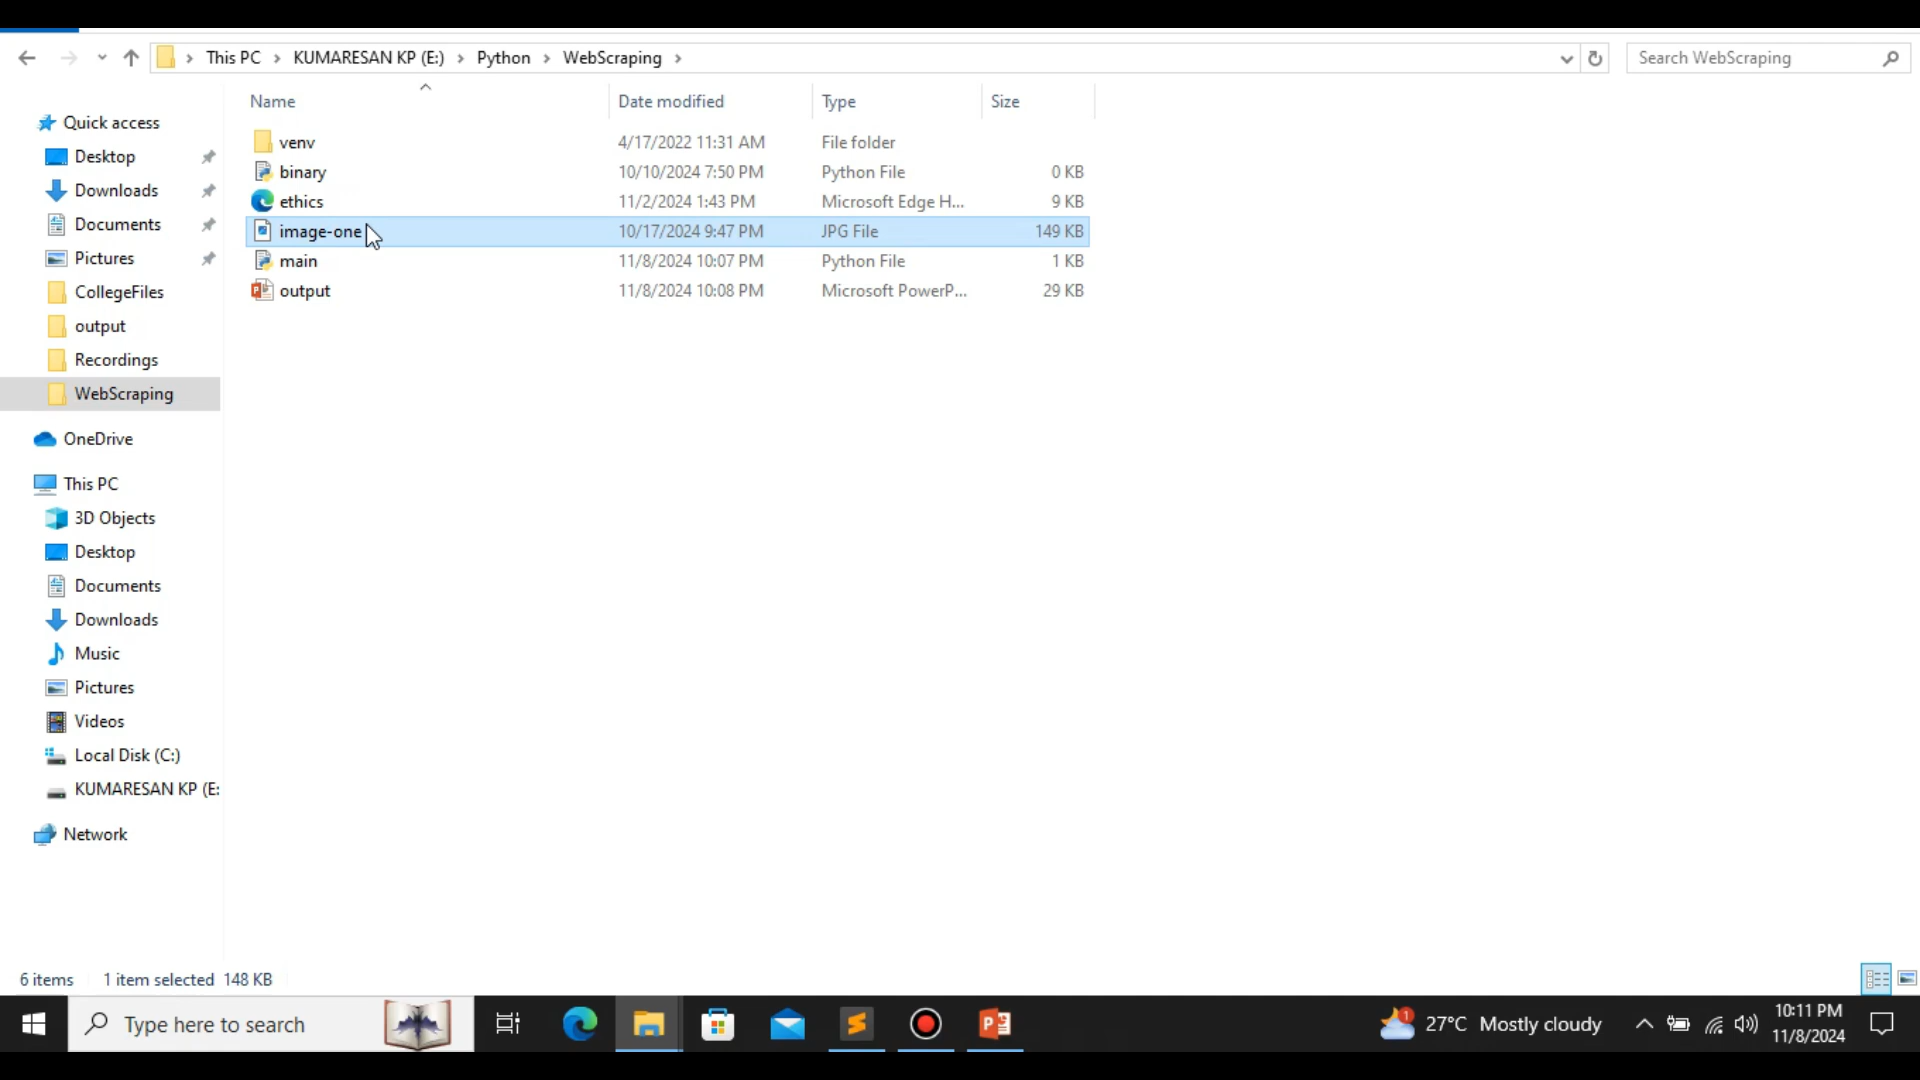 This PC
KUMARESAN KP (E:)
Python
WebScraping
Search WebScraping
Name
Date modified
Type
Size
venv
4/17/2022 11:31 AM
File folder
binary
10/10/2024 7:50 PM
Python File
0 KB
ethics
11/2/2024 1:43 PM
Microsoft Edge H...
9 KB
image-one
10/17/2024 9:47 PM
JPG File
149 KB
main
11/8/2024 10:07 PM
Python File
1 KB
output
11/8/2024 10:08 PM
Microsoft PowerP...
29 KB
Quick access
Desktop
Downloads
Documents
Pictures
CollegeFiles
output
Recordings
WebScraping
OneDrive
This PC
3D Objects
Desktop
Documents
Downloads
Music
Pictures
Videos
Local Disk (C:)
KUMARESAN KP (E:
Network
6 items
1 item selected 148 KB
Type here to search
1
27°C Mostly cloudy
10:11 PM
11/8/2024